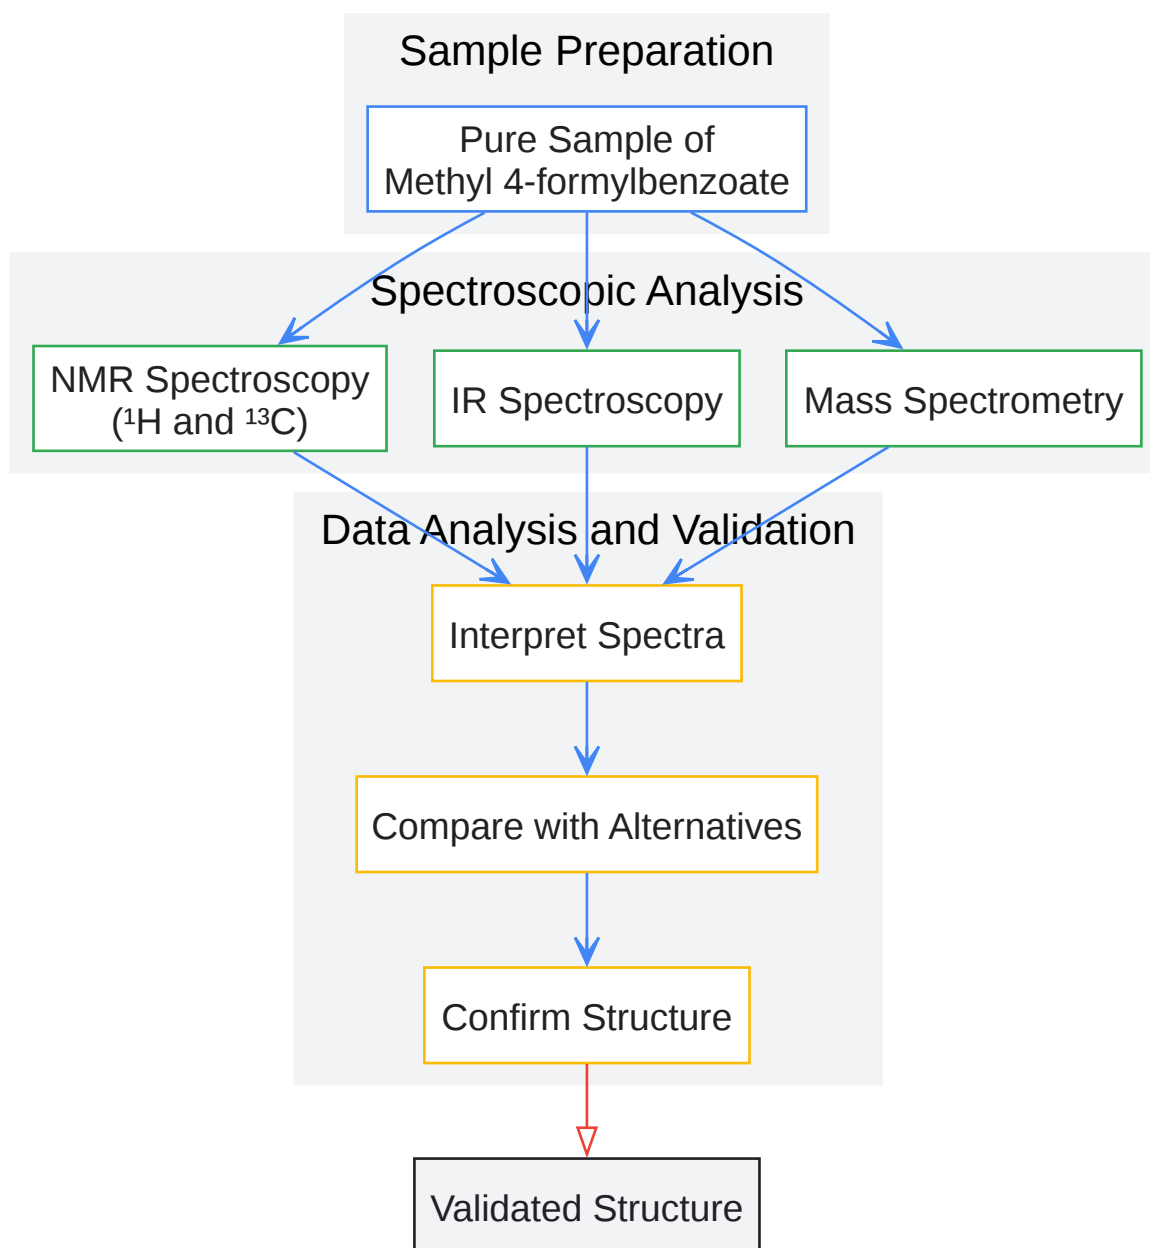 Sample Preparation
Pure Sample of
Methyl 4-formylbenzoate
Spectroscopic Analysis
NMR Spectroscopy
(¹H and ¹³C)
IR Spectroscopy
Mass Spectrometry
Data Analysis and Validation
Interpret Spectra
Compare with Alternatives
Confirm Structure
Validated Structure